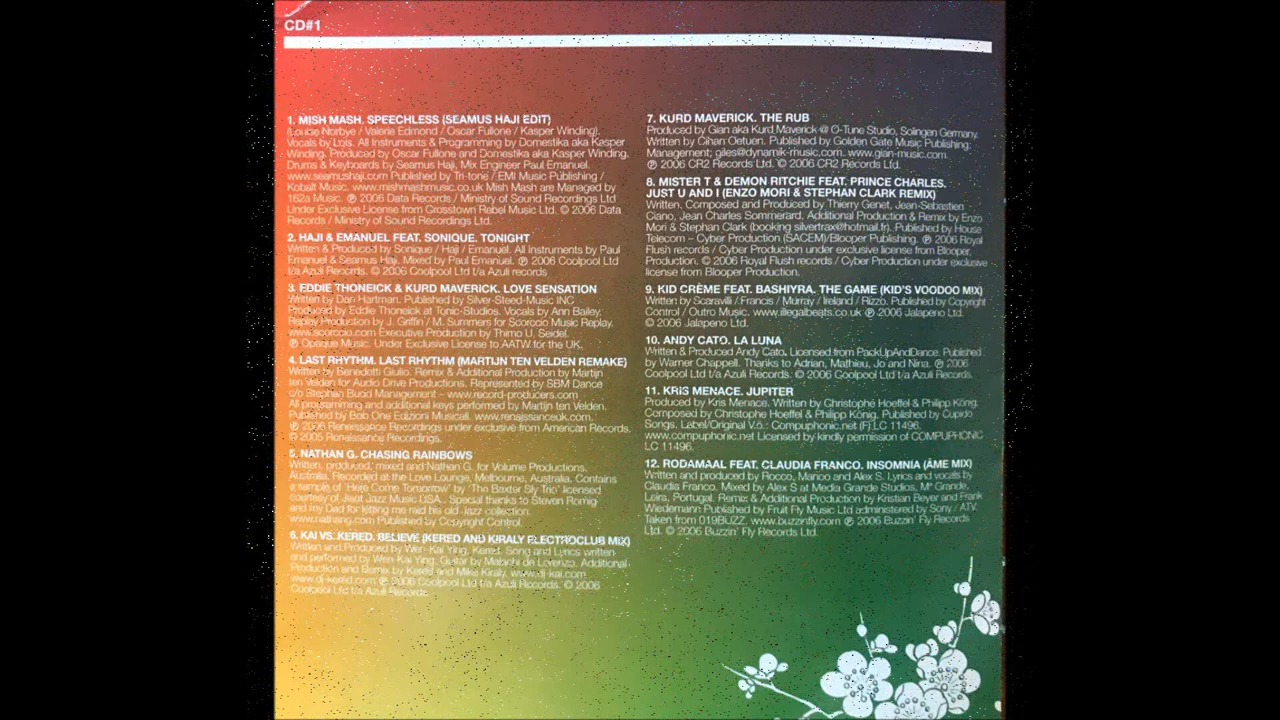 CD#1
1. MISH MASH. SPEECHLESS (SEAMUS HAJI EDIT)
(Louise Norbye / Valerie Edmond / Oscar Fullone / Kasper Winding).
Vocals by Lois. All Instruments & Programming by Domestika aka Kasper
Winding. Produced by Oscar Fullone and Domestika aka Kasper Winding.
Drums & Keyboards by Seamus Haji, Mix Engineer Paul Emanuel.
www.seamushaji.com Published by Tri-tone / EMI Music Publishing /
Kobalt Music. www.mishmashmusic.co.uk Mish Mash are Managed by
162a Music. ℗ 2006 Data Records / Ministry of Sound Recordings Ltd
Under Exclusive License from Grosstown Rebel Music Ltd. © 2006 Data
Records / Ministry of Sound Recordings Ltd.
2. HAJI & EMANUEL FEAT. SONIQUE. TONIGHT
Written & Produced by Sonique / Haji / Emanuel. All instruments by Paul
Emanuel & Seamus Haji. Mixed by Paul Emanuel. ℗ 2006 Coolpool Ltd
t/a Azuli Records. © 2006 Coolpool Ltd t/a Azuli records
3. EDDIE THONEICK & KURD MAVERICK. LOVE SENSATION
Written by Dan Hartman. Published by Silver-Steed-Music INC
Produced by Eddie Thoneick at Tonic-Studios. Vocals by Ann Bailey.
Replay Production by J. Griffin / M. Summers for Scorccio Music Replay.
www.scorccio.com Executive Production by Thimo U. Seidel.
℗ Opaque Music. Under Exclusive License to AATW for the UK.
4. LAST RHYTHM. LAST RHYTHM (MARTIJN TEN VELDEN REMAKE)
Written by Benedetti Giulio. Remix & Additional Production by Martijn
ten Velden for Audio Drive Productions. Represented by SBM Dance
c/o Stephan Budd Management – www.record-producers.com
All programming and additional keys performed by Martijn ten Velden.
Published by Bob One Edizioni Musicali. www.renaissanceuk.com.
℗ 2006 Renaissance Recordings under exclusive from American Records.
© 2005 Renaissance Recordings.
5. NATHAN G. CHASING RAINBOWS
Written, produced, mixed and Nathan G. for Volume Productions,
Australia. Recorded at the Love Lounge, Melbourne, Australia. Contains
a sample of 'Here Come Tomorrow' by 'The Baxter Sly Trio' licensed
courtesy of Jisot Jazz Music USA.. Special thanks to Steven Romig
and my Dad for letting me raid his old Jazz collection.
www.nathang.com Published by Copyright Control.
6. KAI VS. KERED. BELIEVE (KERED AND KIRALY ELECTROCLUB MIX)
Written and Produced by Wen-Kai Ying, Kered. Song and Lyrics written
and performed by Wen-Kai Ying. Guitar by Malachi de Lorenzo. Additional
Production and Remix by Kered and Mike Kiraly. www.dj-kai.com
www.dj-kered.com ℗ 2006 Coolpool Ltd t/a Azuli Records. © 2006
Coolpool Ltd t/a Azuli Records.
7. KURD MAVERICK. THE RUB
Produced by Gian aka Kurd Maverick @ O-Tune Studio, Solingen Germany.
Written by Cihan Oetuen. Published by Golden Gate Music Publishing;
Management; giles@dynamik-music.com. www.gian-music.com
℗ 2006 CR2 Records Ltd. © 2006 CR2 Records Ltd.
8. MISTER T & DEMON RITCHIE FEAT. PRINCE CHARLES.
JUST U AND I (ENZO MORI & STEPHAN CLARK REMIX)
Written, Composed and Produced by Thierry Genet, Jean-Sebastien
Ciano, Jean Charles Sommerard. Additional Production & Remix by Enzo
Mori & Stephan Clark (booking silvertrax@hotmail.fr). Published by House
Telecom – Cyber Production (SACEM)/Blooper Publishing. ℗ 2006 Royal
Flush records / Cyber Production under exclusive license from Blooper
Production. © 2006 Royal Flush records / Cyber Production under exclusive
license from Blooper Production.
9. KID CRÈME FEAT. BASHIYRA. THE GAME (KID'S VOODOO MIX)
Written by Scaravilli / Francis / Murray / Ireland / Rizzo. Published by Copyright
Control / Outro Music. www.illegalbeats.co.uk ℗ 2006 Jalapeno Ltd.
© 2006 Jalapeno Ltd.
10. ANDY CATO. LA LUNA
Written & Produced Andy Cato. Licensed from PackUpAndDance. Published
by Warner Chappell. Thanks to Adrian, Mathieu, Jo and Nina. ℗ 2006
Coolpool Ltd t/a Azuli Records. © 2006 Coolpool Ltd t/a Azuli Records.
11. KRIS MENACE. JUPITER
Produced by Kris Menace. Written by Christophe Hoeffel & Philipp König.
Composed by Christophe Hoeffel & Philipp König. Published by Cupido
Songs. Label/Original V.ö.: Compuphonic.net (F) LC 11496.
www.compuphonic.net Licensed by kindly permission of COMPUPHONIC
LC 11496.
12. RODAMAAL FEAT. CLAUDIA FRANCO. INSOMNIA (ÂME MIX)
Written and produced by Rocco, Manoo and Alex S. Lyrics and vocals by
Claudia Franco. Mixed by Alex S at Media Grande Studios, Mª Grande,
Leira, Portugal. Remix & Additional Production by Kristian Beyer and Frank
Wiedemann Published by Fruit Fly Music Ltd administered by Sony / ATV.
Taken from 019BUZZ. www.buzzinfly.com ℗ 2006 Buzzin' Fly Records
Ltd. © 2006 Buzzin' Fly Records Ltd.